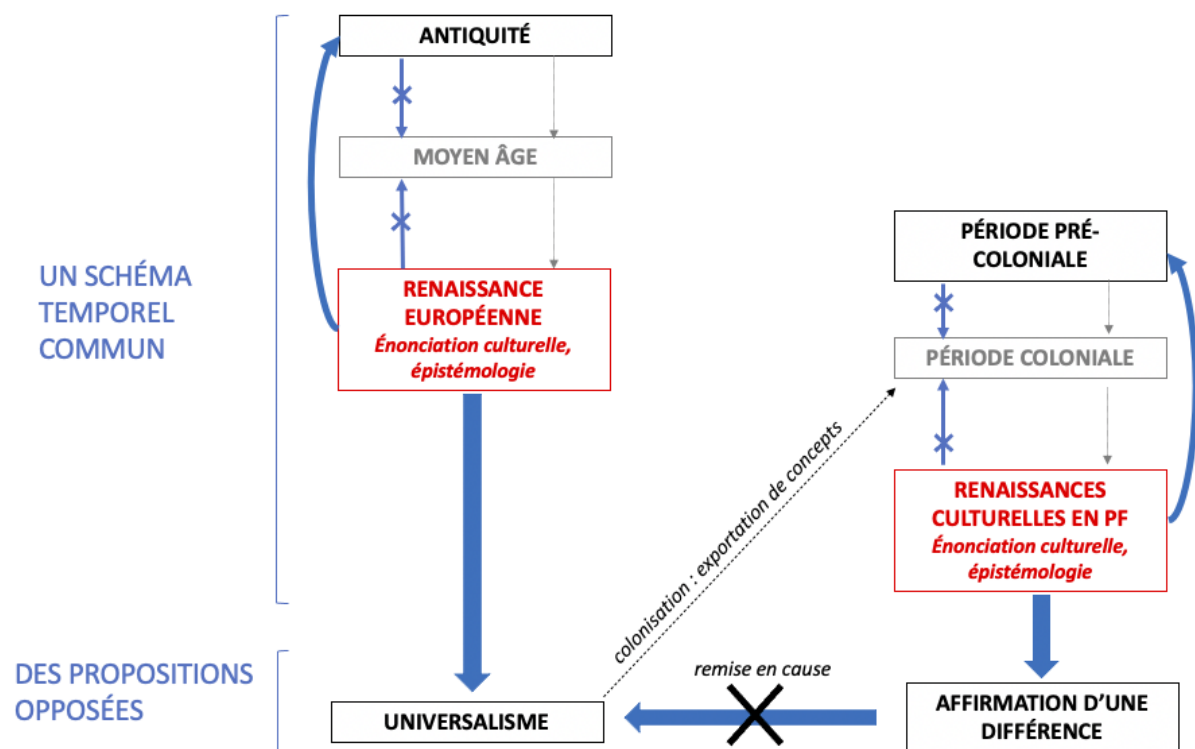 ANTIQUITÉ
MOYEN ÂGE
RENAISSANCE
EUROPÉENNE
Énonciation culturelle,
épistémologie
UN SCHÉMA
TEMPOREL
COMMUN
PÉRIODE PRÉ-
COLONIALE
PÉRIODE COLONIALE
RENAISSANCES
CULTURELLES EN PF
Énonciation culturelle,
épistémologie
colonisation : exportation de concepts
DES PROPOSITIONS
OPPOSÉES
UNIVERSALISME
remise en cause
AFFIRMATION D’UNE
DIFFÉRENCE